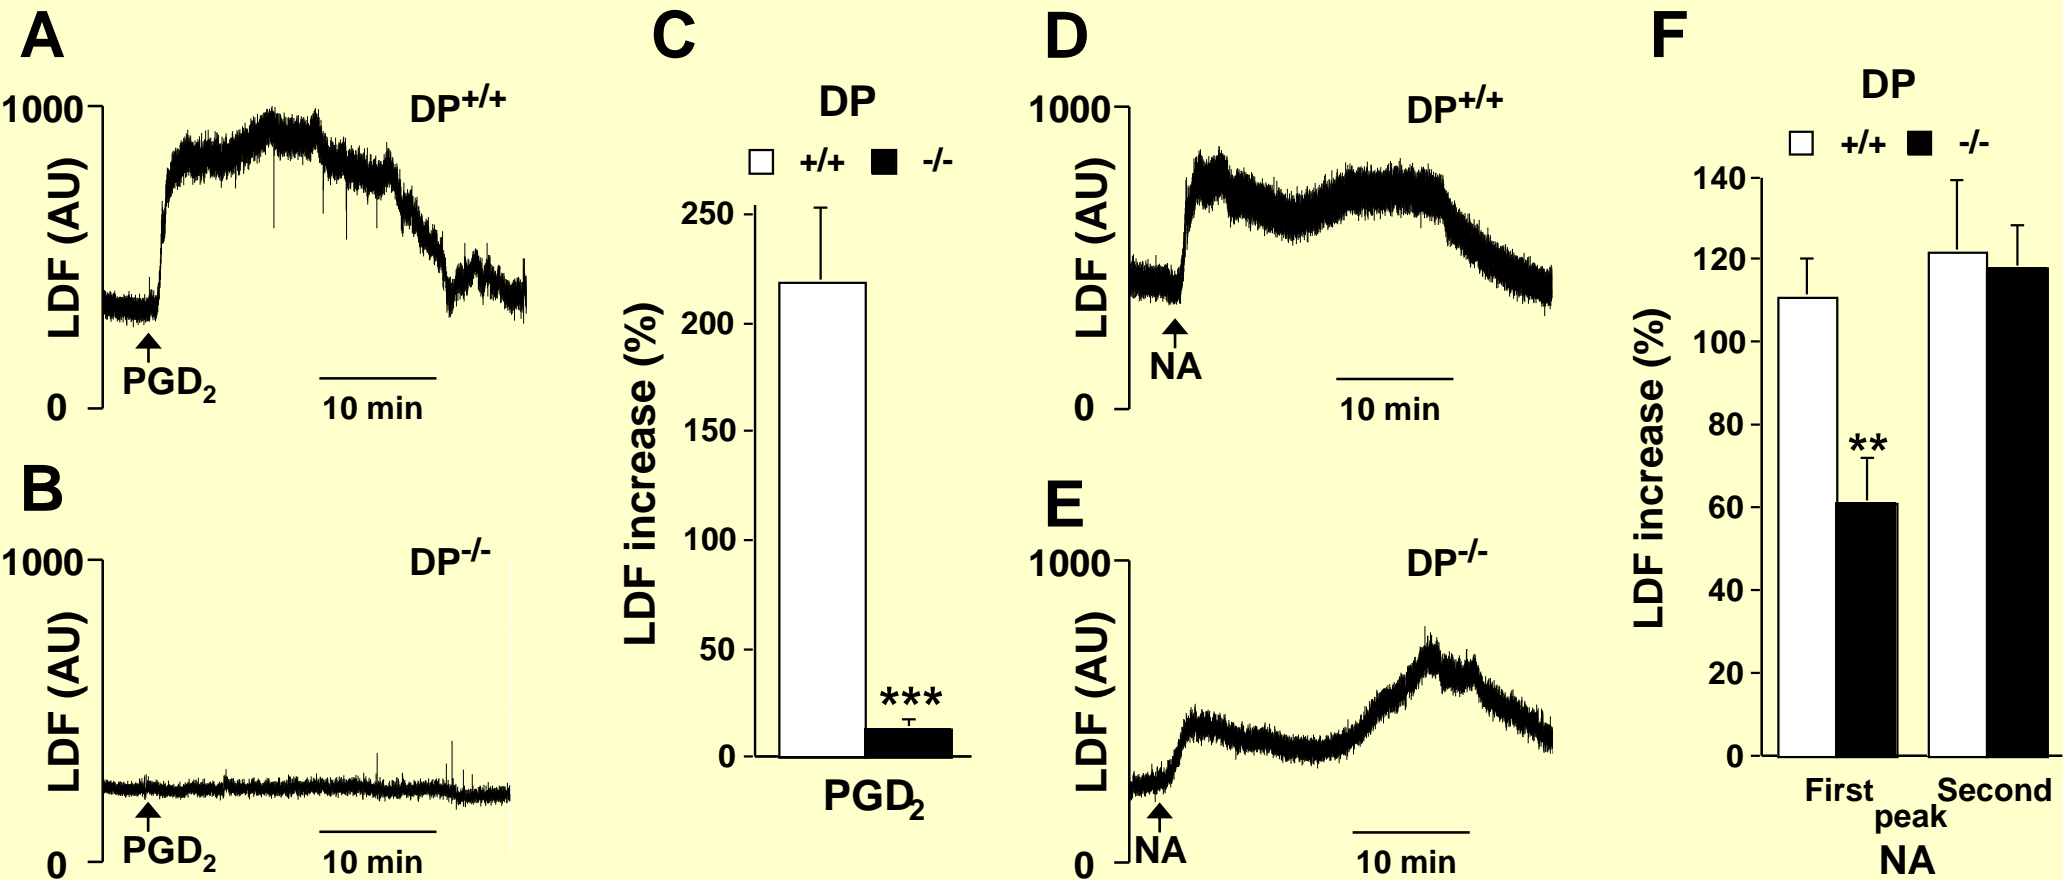 A
1000
DP+/+
LDF (AU)
PGD2
0
10 min
B
1000
DP-/-
LDF (AU)
PGD2
0
10 min
C
DP
+/+ -/-
250
200
150
100
50
0
LDF increase (%)
***
PGD2
D
1000
DP+/+
LDF (AU)
NA
0
10 min
E
1000
DP-/-
LDF (AU)
NA
0
10 min
F
DP
+/+ -/-
140
120
100
80
60
40
20
0
LDF increase (%)
**
First Second
peak
NA